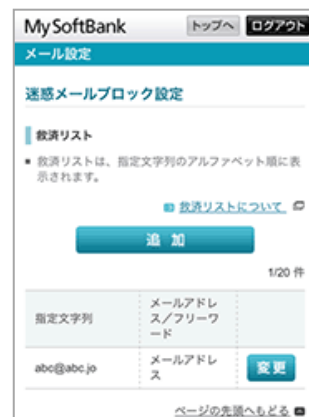 My SoftBank トップへ ログアウト
メール設定
迷惑メールブロック設定
救済リスト
■ 救済リストは、指定文字列のアルファベット順に表
示されます。
救済リストについて
追 加
1/20 件
指定文字列
メールアドレ
ス/フリーワ
ード
abc@abc.jo
メールアドレ
ス
変更
ページの先頭へもどる